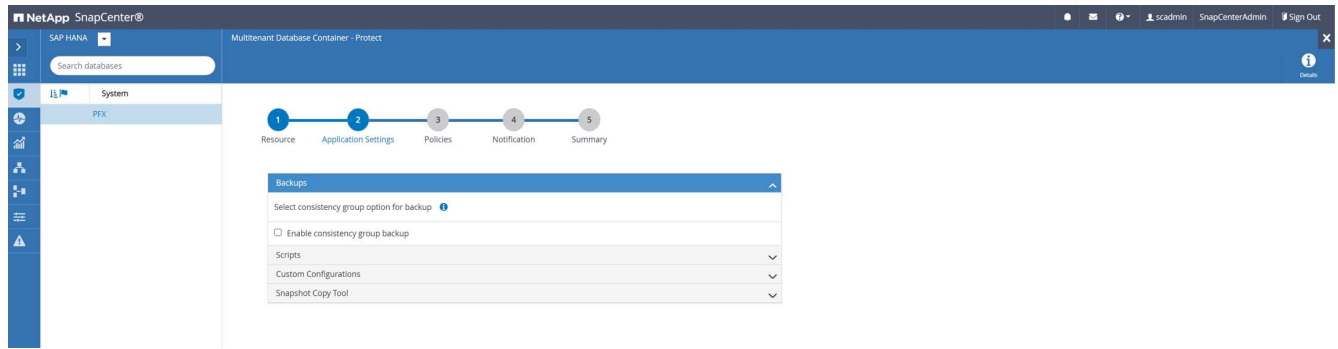 NetApp SnapCenter®
scadmin SnapCenterAdmin Sign Out
SAP HANA
Multitenant Database Container - Protect
Search databases
Details
System
PFX
1 2 3 4 5
Resource Application Settings Policies Notification Summary
Backups
Select consistency group option for backup
Enable consistency group backup
Scripts
Custom Configurations
Snapshot Copy Tool